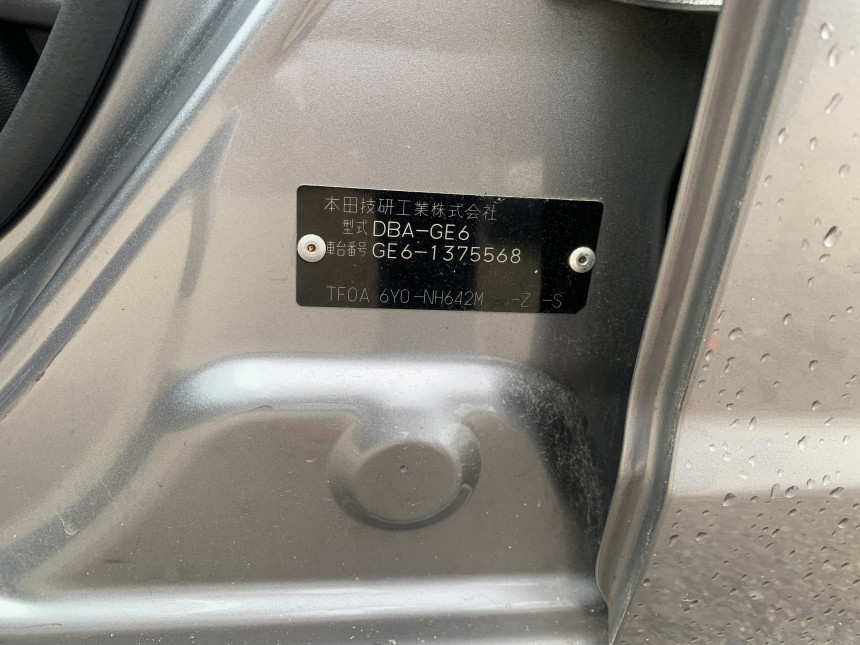 本田技研工業株式会社
型式 DBA-GE6
車台番号 GE6-1375568
TF0A 6Y0-NH642M -Z -S